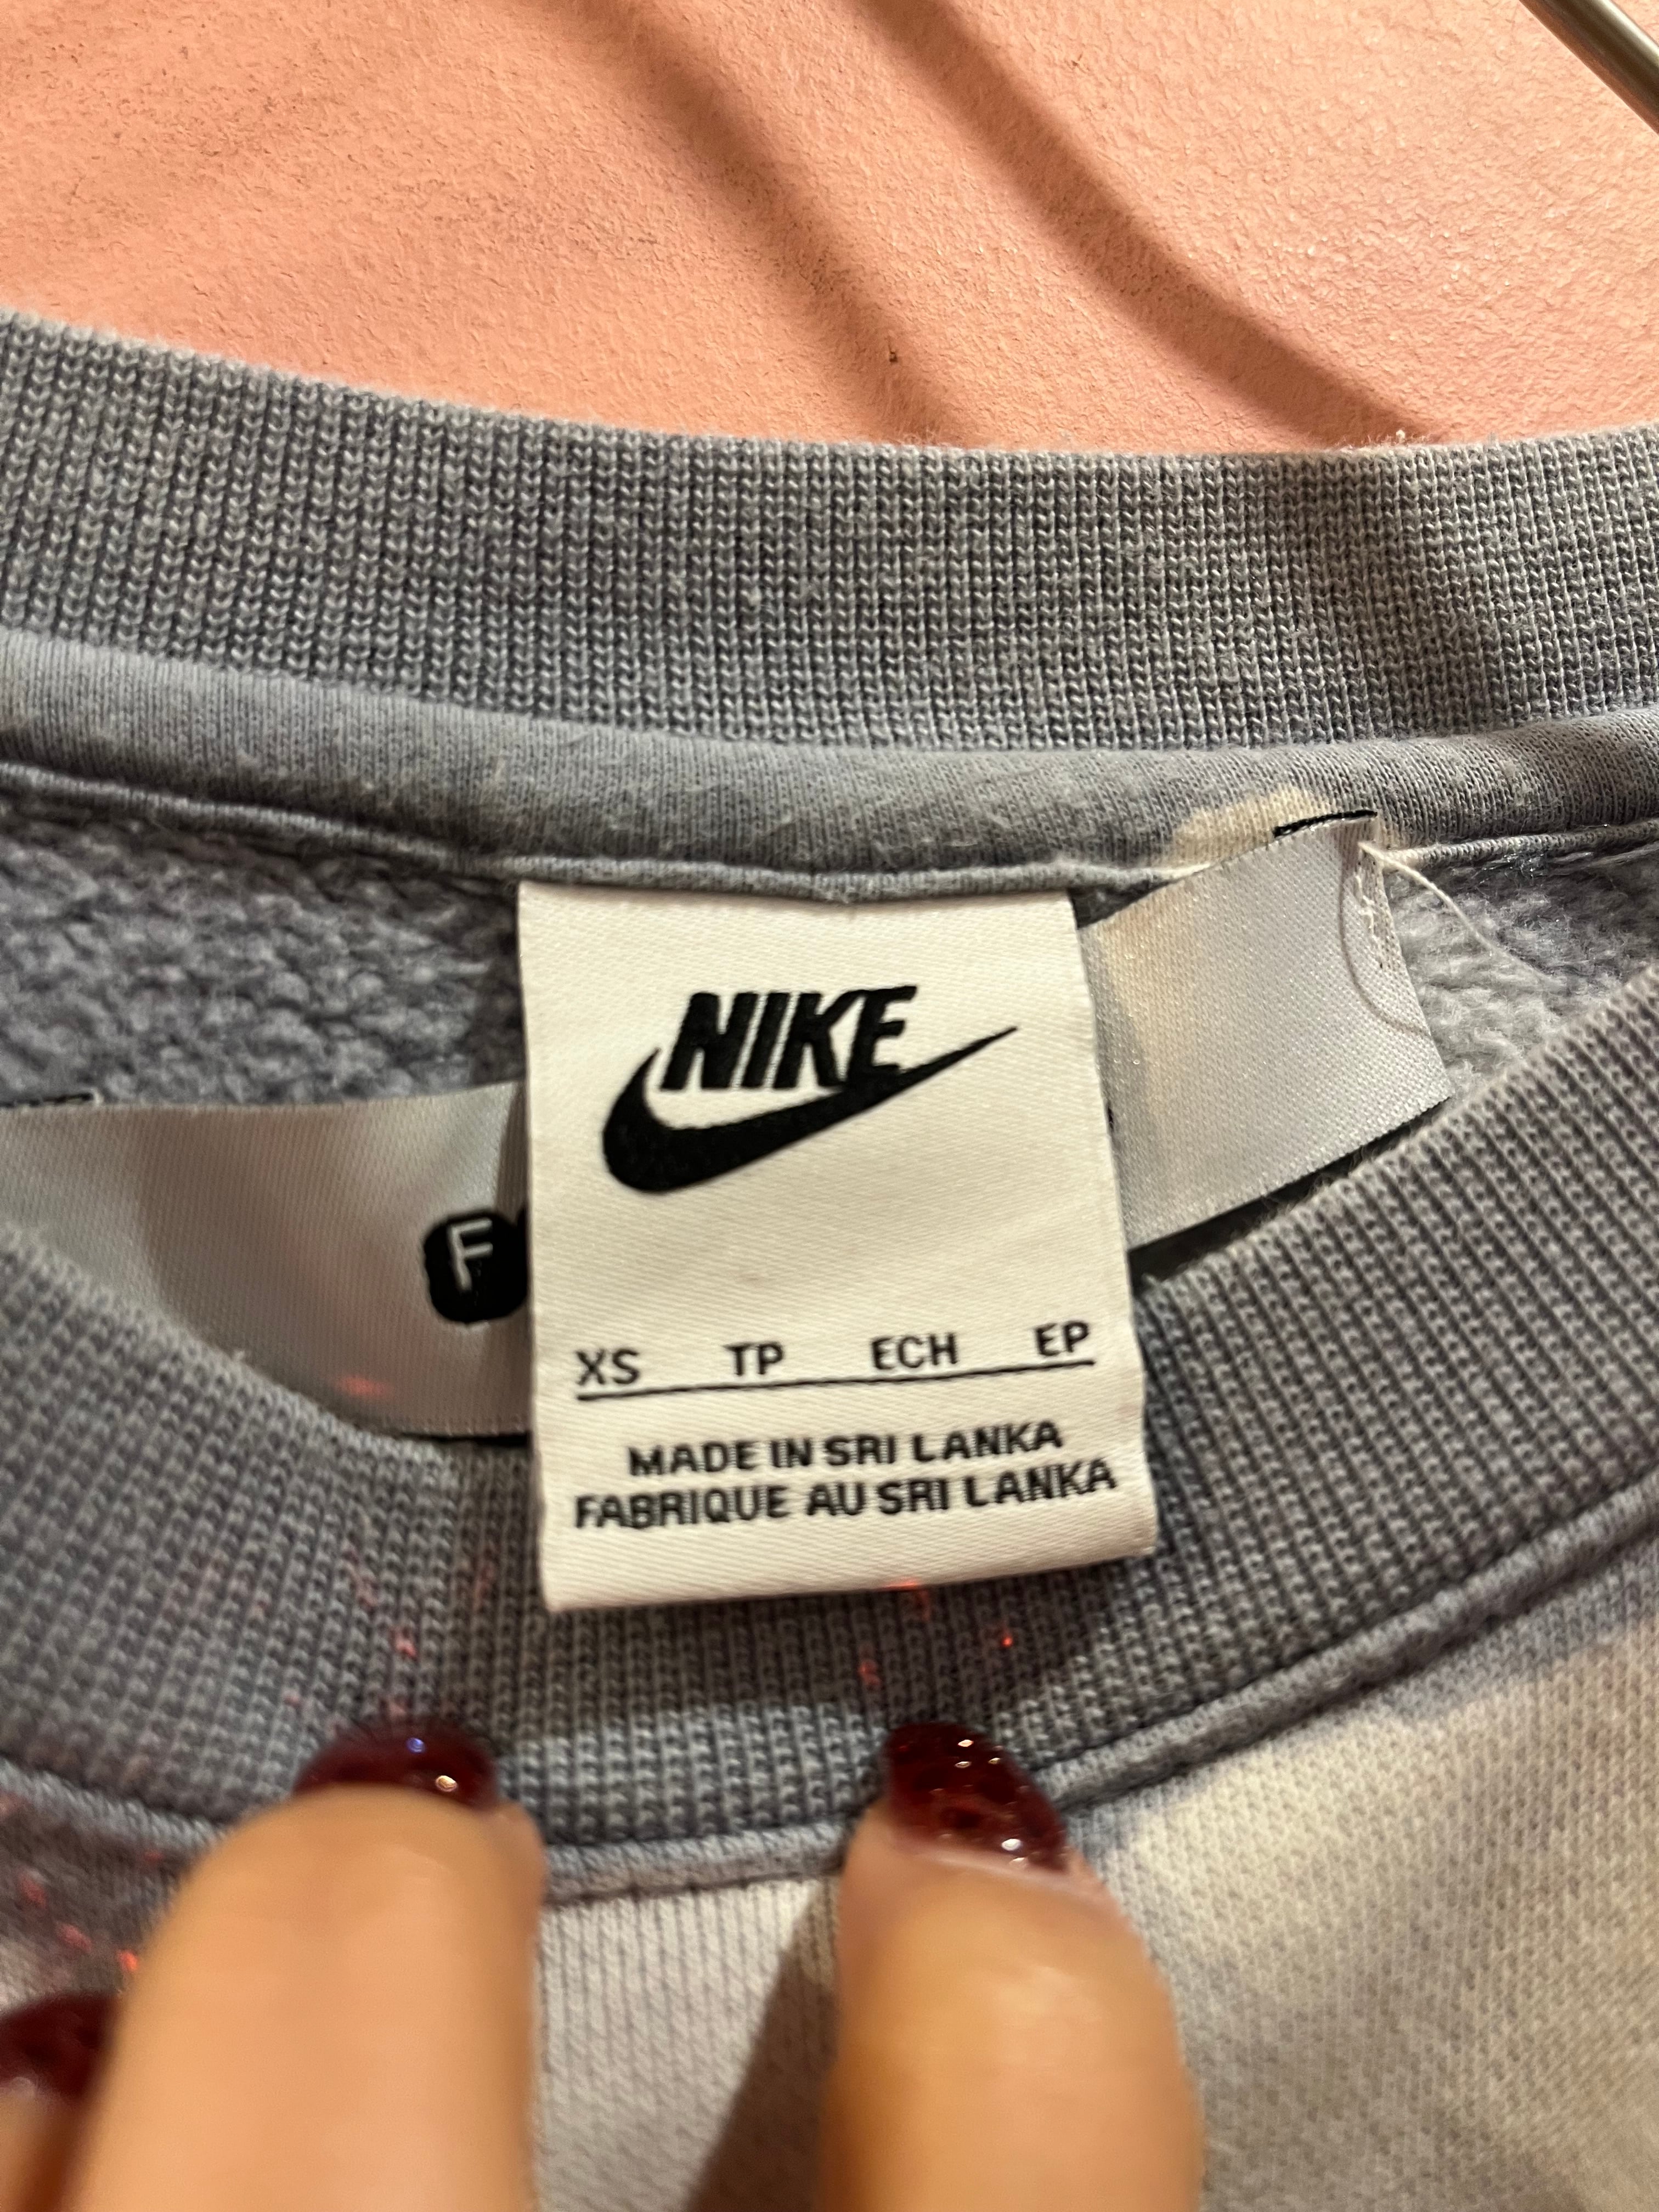 NIKE
F
XS TP ECH EP
MADE IN SRI LANKA
FABRIQUE AU SRI LANKA